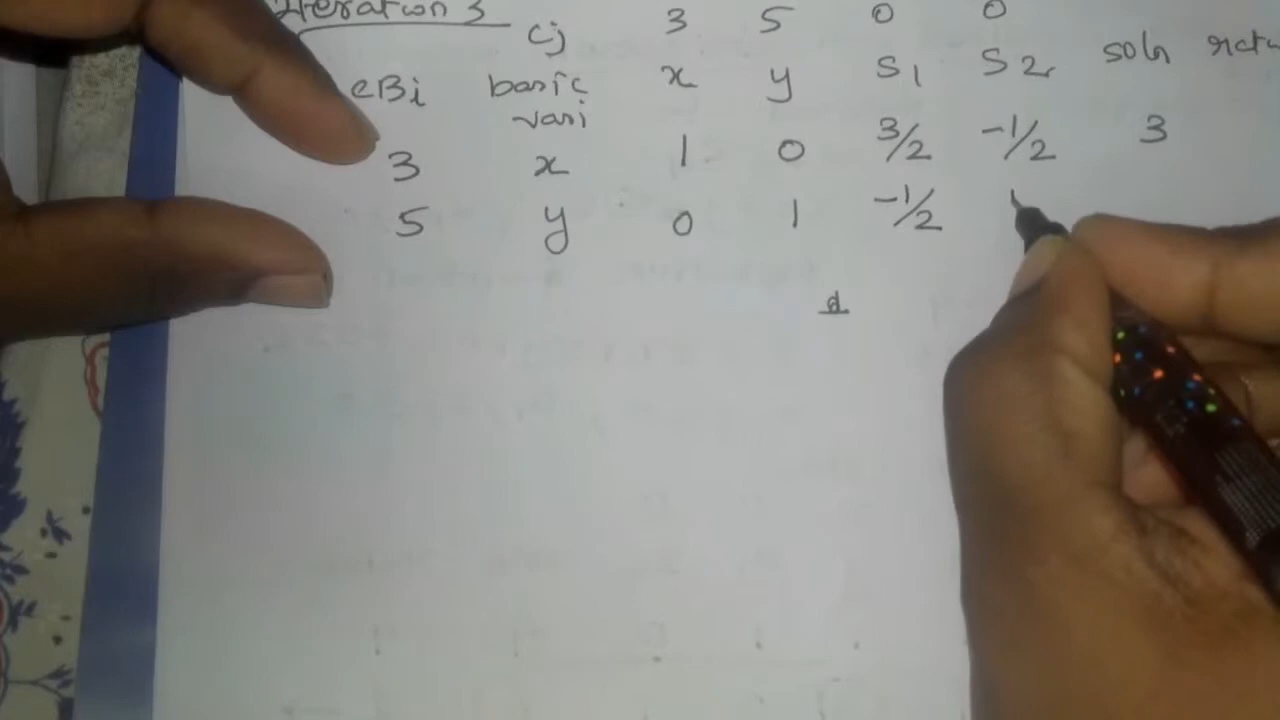 Iteration 3
Cj 3 5 0 0
CBi basic x y S1 S2 soln
vari
3 x 1 0 3/2 -1/2 3
5 y 0 1 -1/2